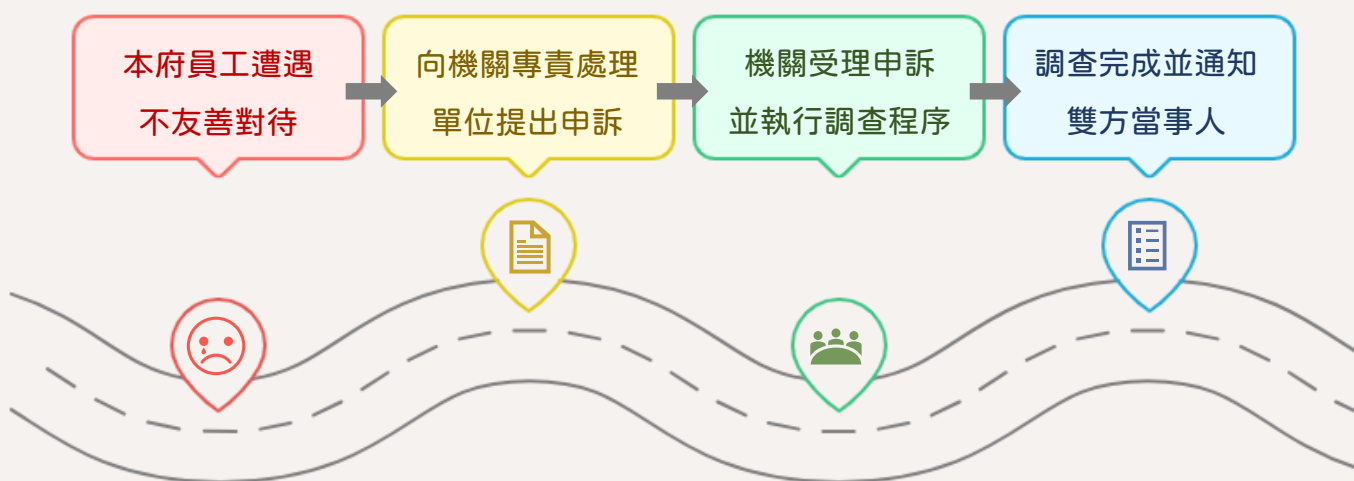 本府員工遭遇
不友善對待
向機關專責處理
單位提出申訴
機關受理申訴
並執行調查程序
調查完成並通知
雙方當事人